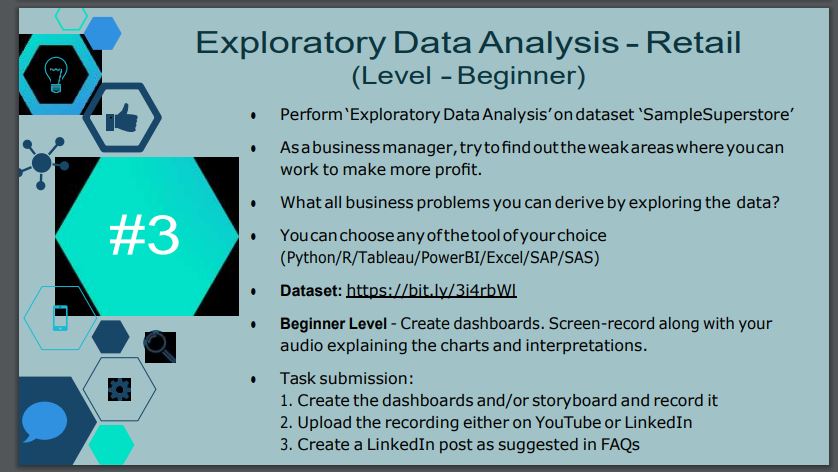 Exploratory Data Analysis – Retail
(Level – Beginner)
• Perform ‘Exploratory Data Analysis’ on dataset ‘SampleSuperstore’
• As a business manager, try to find out the weak areas where you can
work to make more profit.
• What all business problems you can derive by exploring the data?
• You can choose any of the tool of your choice
(Python/R/Tableau/PowerBI/Excel/SAP/SAS)
• Dataset: https://bit.ly/3i4rbWl
• Beginner Level - Create dashboards. Screen-record along with your
audio explaining the charts and interpretations.
• Task submission:
1. Create the dashboards and/or storyboard and record it
2. Upload the recording either on YouTube or LinkedIn
3. Create a LinkedIn post as suggested in FAQs
#3